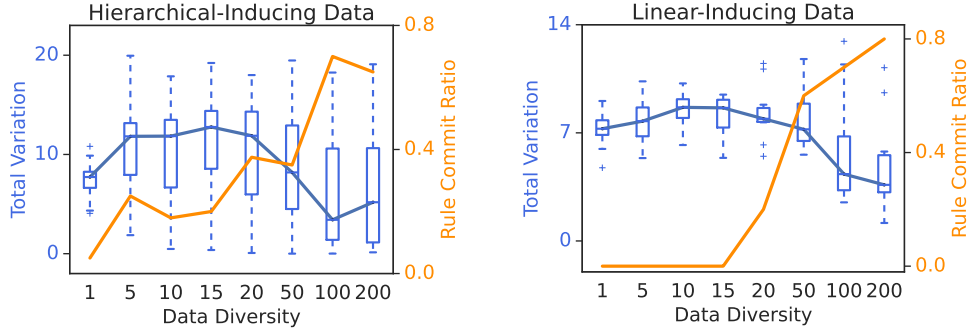 Hierarchical-Inducing Data
Total Variation
20
10
0
0.8
0.4
0.0
Rule Commit Ratio
1 5 10 15 20 50 100 200
Data Diversity
Linear-Inducing Data
Total Variation
14
7
0
0.8
0.4
0.0
Rule Commit Ratio
1 5 10 15 20 50 100 200
Data Diversity